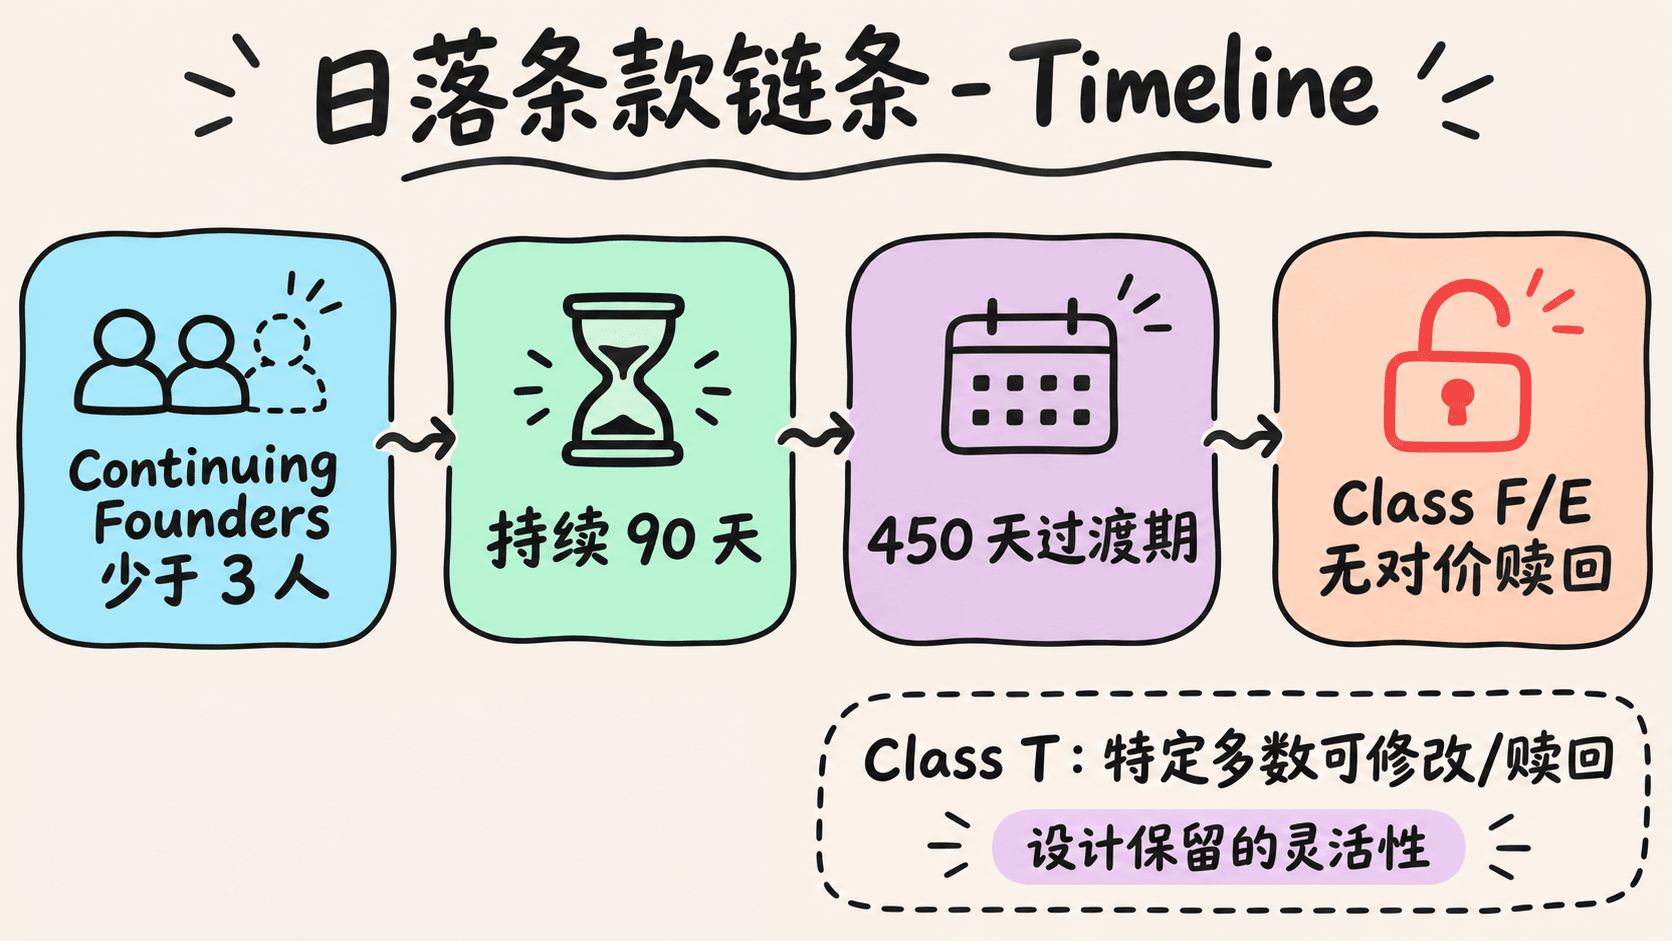 日落条款链条 - Timeline
Continuing
Founders
少于 3 人
持续 90 天
450 天过渡期
Class F/E
无对价赎回
Class T：特定多数可修改/赎回
设计保留的灵活性